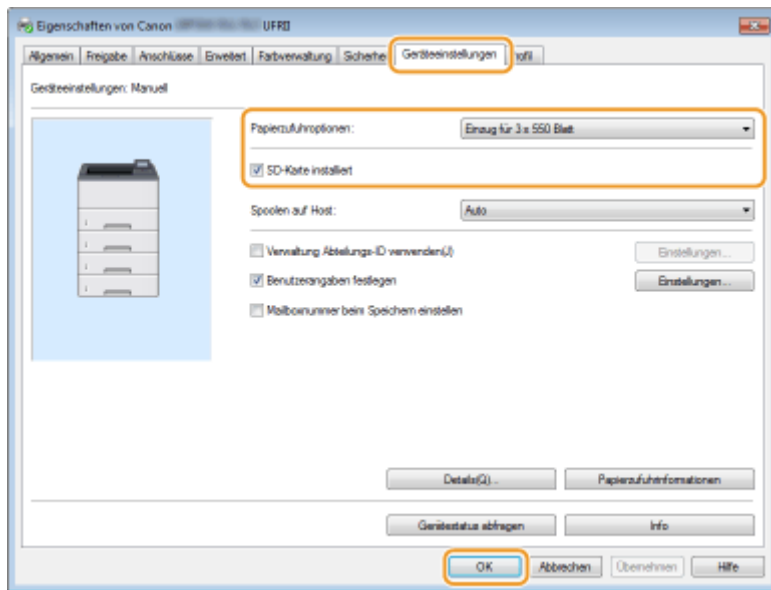 Eigenschaften von Canon UFRII
Allgemein Freigabe Anschlüsse Erweitert Farbverwaltung Sicherhe Geräteeinstellungen rofil
Geräteeinstellungen: Manuell
Papierzufuhroptionen: Einzug für 3 x 550 Blatt
SD-Karte installiert
Spoolen auf Host: Auto
Verwaltung Abteilungs-ID verwenden(J) Einstellungen...
Benutzerangaben festlegen Einstellungen...
Mailboxnummer beim Speichern einstellen
Details(Q)... Papierzufuhrinformationen
Gerätestatus abfragen Info
OK Abbrechen Übernehmen Hilfe